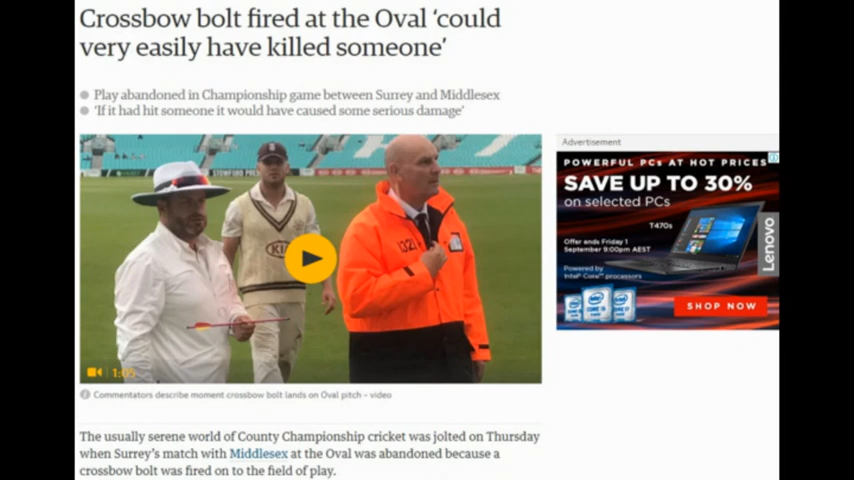 Crossbow bolt fired at the Oval ‘could
very easily have killed someone’
Play abandoned in Championship game between Surrey and Middlesex
‘If it had hit someone it would have caused some serious damage’
STOWFORD PRESS
KIA
1321
1:05
Commentators describe moment crossbow bolt lands on Oval pitch – video
Advertisement
POWERFUL PCs AT HOT PRICES
SAVE UP TO 30%
on selected PCs
T470s
Offer ends Friday 1
September 9:00pm AEST
Lenovo
Powered by
Intel® Core™ processors
SHOP NOW
The usually serene world of County Championship cricket was jolted on Thursday
when Surrey’s match with Middlesex at the Oval was abandoned because a
crossbow bolt was fired on to the field of play.